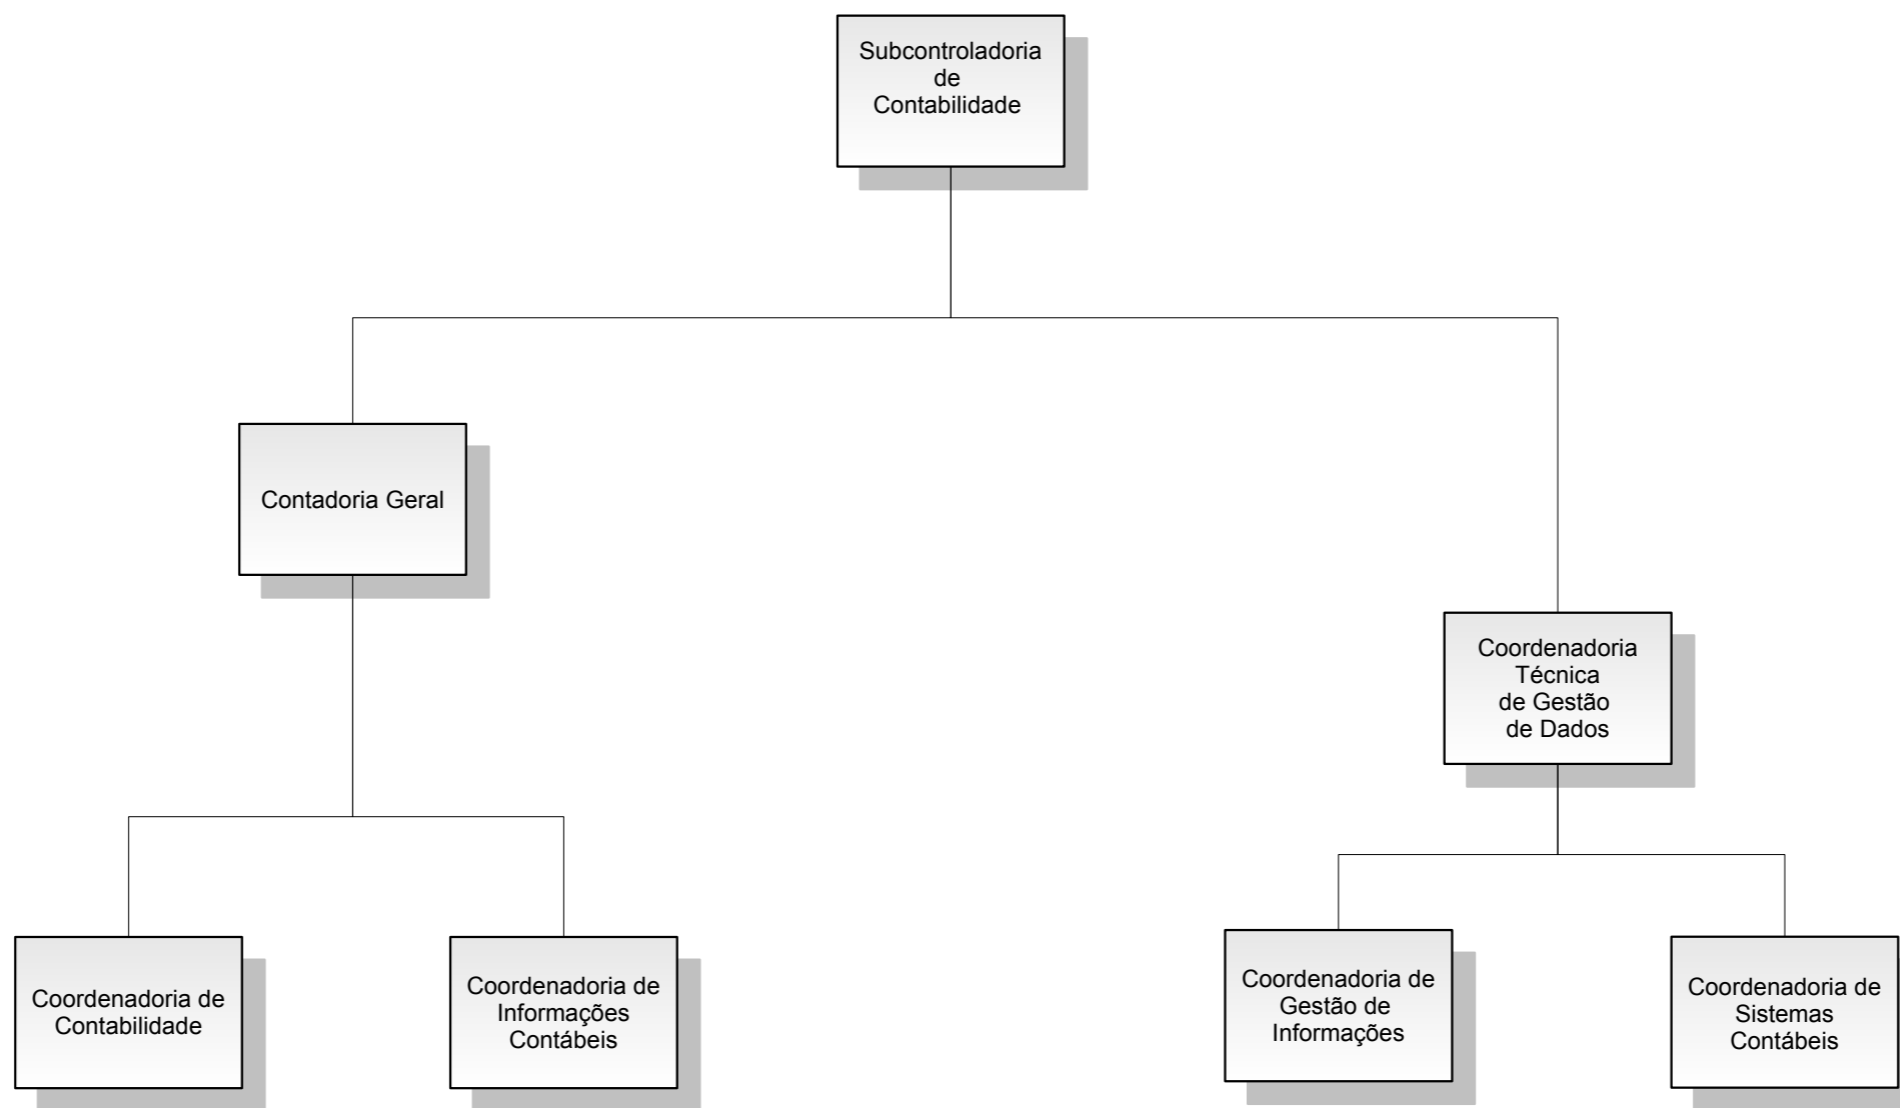 Subcontroladoria
de
Contabilidade
Contadoria Geral
Coordenadoria
Técnica
de Gestão
de Dados
Coordenadoria de
Contabilidade
Coordenadoria de
Informações
Contábeis
Coordenadoria de
Gestão de
Informações
Coordenadoria de
Sistemas
Contábeis